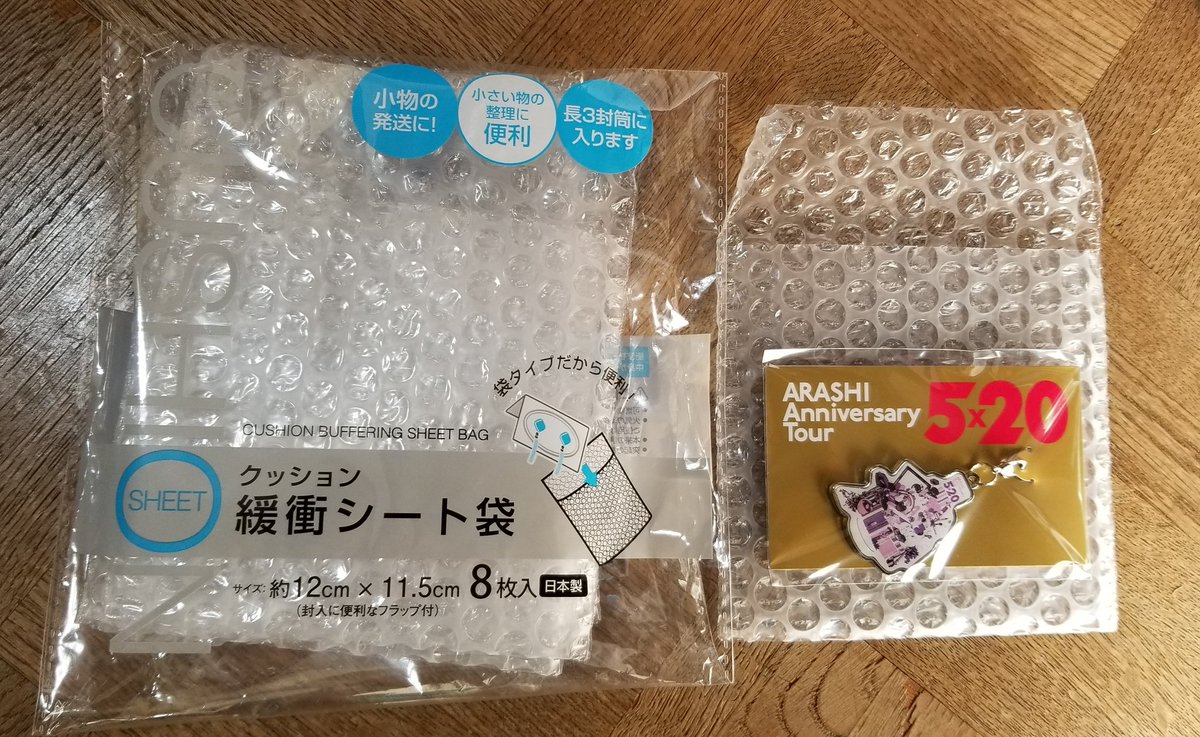 小物の
発送に!
小さい物の
整理に
便利
長3封筒に
入ります
袋タイプだから便利!
CUSHION BUFFERING SHEET BAG
SHEET
クッション
緩衝シート袋
サイズ: 約12cm × 11.5cm 8枚入 日本製
(封入に便利なフラップ付)
ARASHI
Anniversary
Tour
5×20